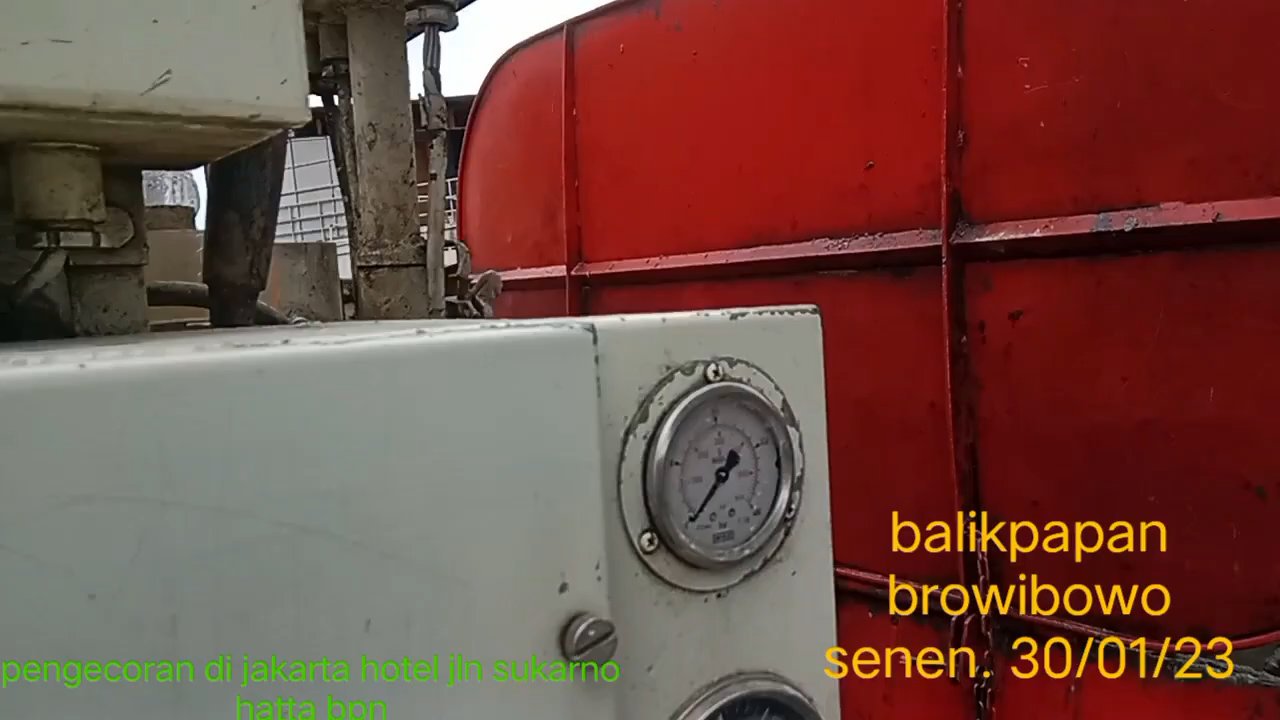 balikpapan
browibowo
senen. 30/01/23
pengecoran di jakarta hotel jln sukarno
hatta bpn